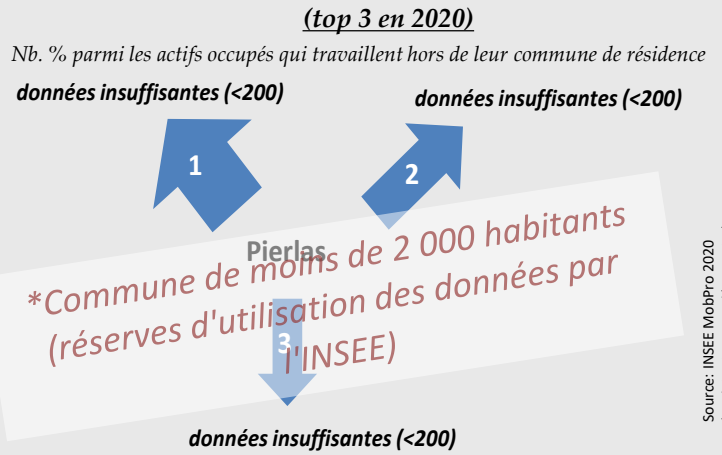 (top 3 en 2020)
Nb. % parmi les actifs occupés qui travaillent hors de leur commune de résidence
données insuffisantes (<200)
données insuffisantes (<200)
1
2
Pierlas
*Commune de moins de 2 000 habitants
(réserves d'utilisation des données par
l'INSEE)
3
données insuffisantes (<200)
Source: INSEE MobPro 2020